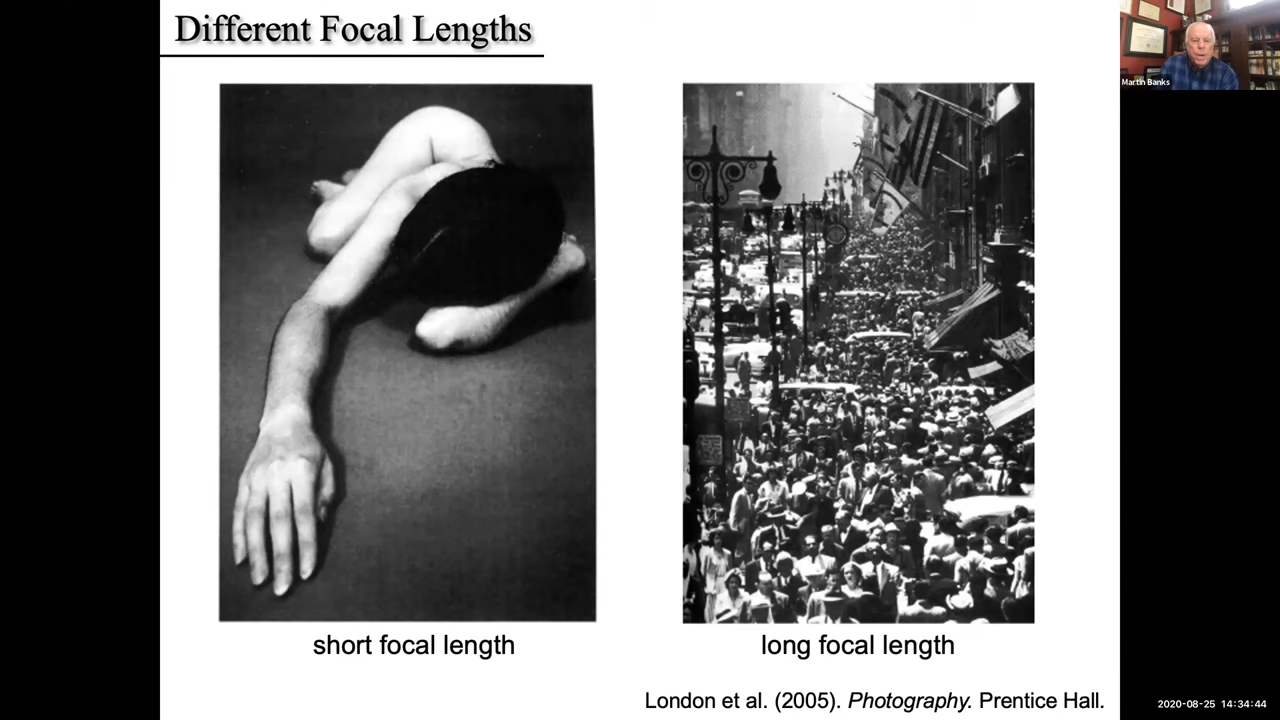 Different Focal Lengths
Martin Banks
short focal length
long focal length
London et al. (2005). Photography. Prentice Hall.
2020-08-25 14:34:44